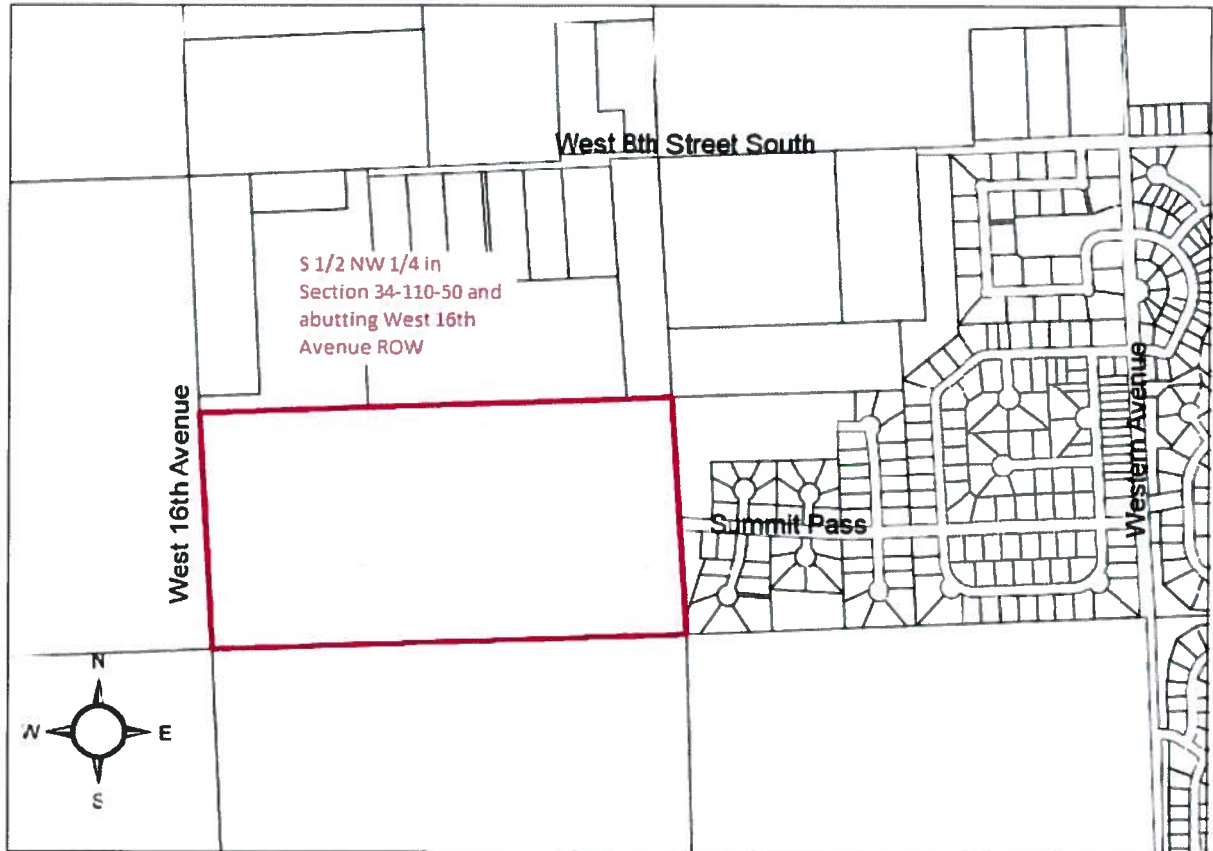 West 8th Street South
S 1/2 NW 1/4 in
Section 34-110-50 and
abutting West 16th
Avenue ROW
West 16th Avenue
Western Avenue
Summit Pass
N
W
E
S